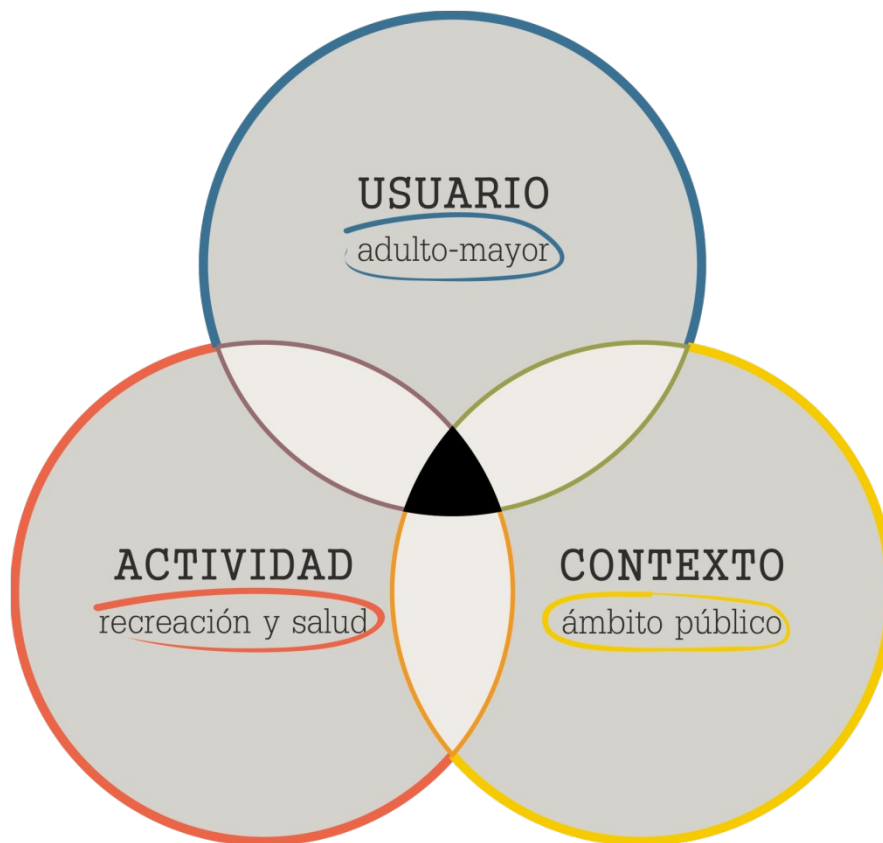 USUARIO
adulto-mayor
ACTIVIDAD
recreación y salud
CONTEXTO
ámbito público